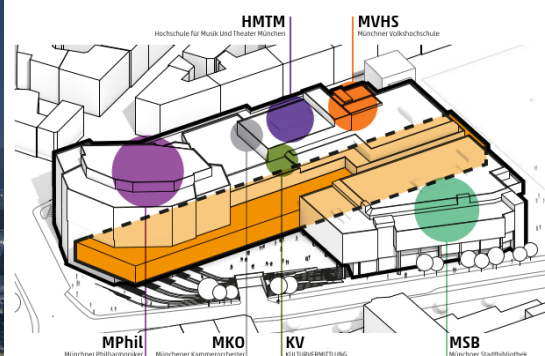 HMTM
Hochschule für Musik Und Theater München
MVHS
Münchner Volkshochschule
MPhil
Münchner Philharmoniker
MKO
Münchener Kammerorchester
KV
KULTURVERMITTLUNG
MSB
Münchner Stadtbibliothek